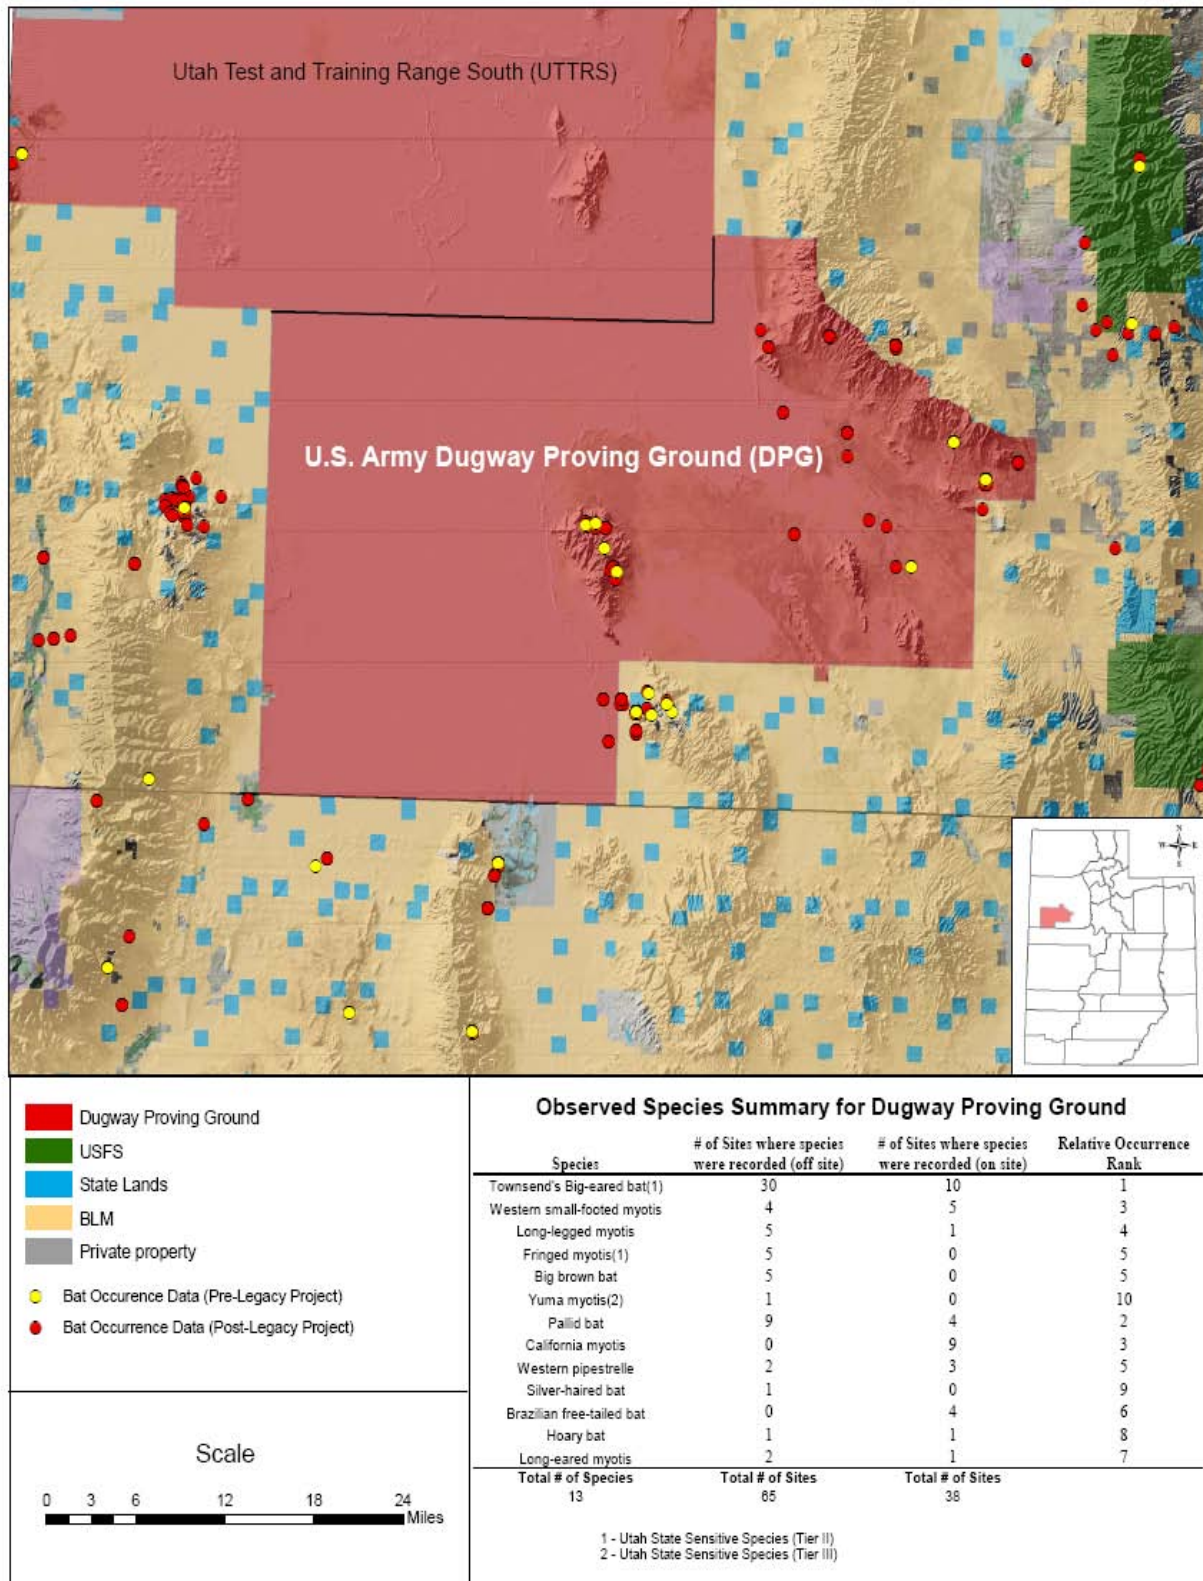 Utah Test and Training Range South (UTTRS)
U.S. Army Dugway Proving Ground (DPG)
N
W E
S
Dugway Proving Ground
USFS
State Lands
BLM
Private property
Bat Occurence Data (Pre-Legacy Project)
Bat Occurrence Data (Post-Legacy Project)
Scale
0 3 6 12 18 24
Miles
Observed Species Summary for Dugway Proving Ground
Species # of Sites where species were recorded (off site) # of Sites where species were recorded (on site) Relative Occurrence Rank
Townsend's Big-eared bat(1) 30 10 1
Western small-footed myotis 4 5 3
Long-legged myotis 5 1 4
Fringed myotis(1) 5 0 5
Big brown bat 5 0 5
Yuma myotis(2) 1 0 10
Pallid bat 9 4 2
California myotis 0 9 3
Western pipestrelle 2 3 5
Silver-haired bat 1 0 9
Brazilian free-tailed bat 0 4 6
Hoary bat 1 1 8
Long-eared myotis 2 1 7
Total # of Species Total # of Sites Total # of Sites
13 65 38
1 - Utah State Sensitive Species (Tier II)
2 - Utah State Sensitive Species (Tier III)